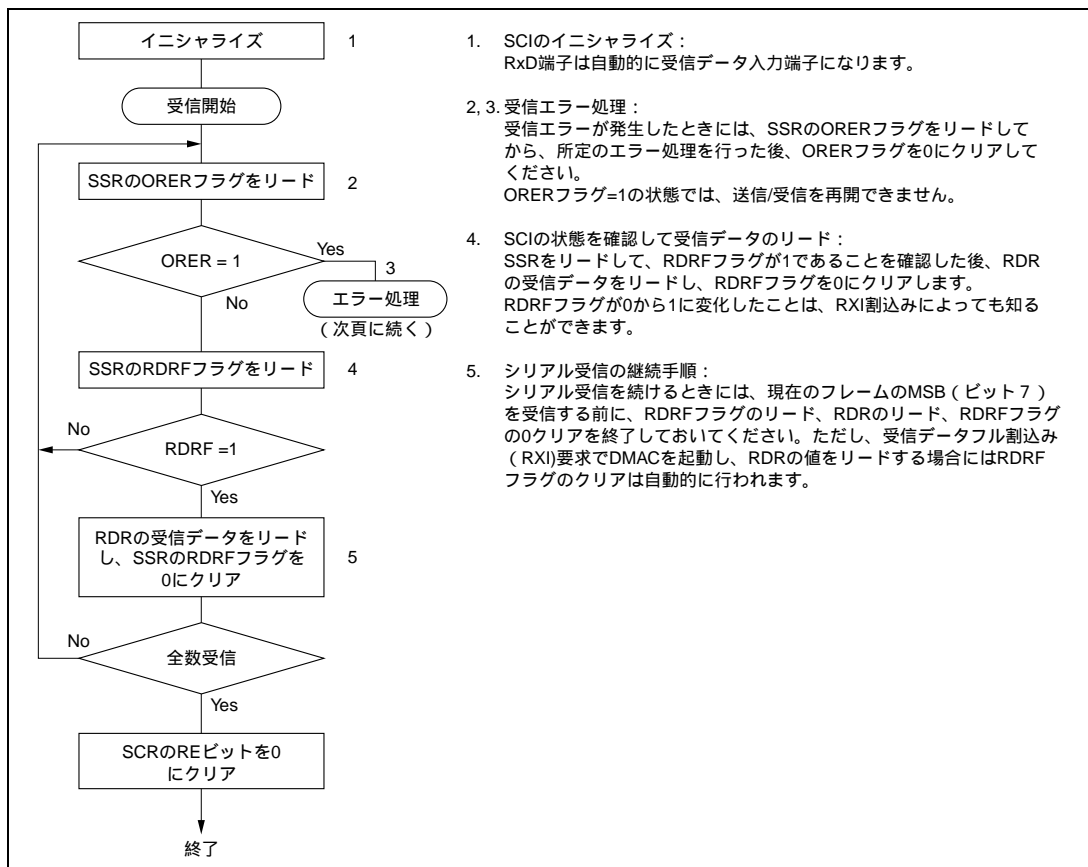 イニシャライズ 1
受信開始
SSRのORERフラグをリード 2
ORER = 1
Yes
3
No
エラー処理
(次頁に続く)
SSRのRDRFフラグをリード 4
No
RDRF =1
Yes
RDRの受信データをリード
し、SSRのRDRFフラグを 5
0にクリア
No
全数受信
Yes
SCRのREビットを0
にクリア
終了
1. SCIのイニシャライズ：
RxD端子は自動的に受信データ入力端子になります。
2, 3. 受信エラー処理：
受信エラーが発生したときには、SSRのORERフラグをリードして
から、所定のエラー処理を行った後、ORERフラグを0にクリアして
ください。
ORERフラグ=1の状態では、送信/受信を再開できません。
4. SCIの状態を確認して受信データのリード：
SSRをリードして、RDRFフラグが1であることを確認した後、RDR
の受信データをリードし、RDRFフラグを0にクリアします。
RDRFフラグが0から1に変化したことは、RXI割込みによっても知る
ことができます。
5. シリアル受信の継続手順：
シリアル受信を続けるときには、現在のフレームのMSB（ビット７）
を受信する前に、RDRFフラグのリード、RDRのリード、RDRFフラグ
の0クリアを終了しておいてください。ただし、受信データフル割込み
（RXI)要求でDMACを起動し、RDRの値をリードする場合にはRDRF
フラグのクリアは自動的に行われます。